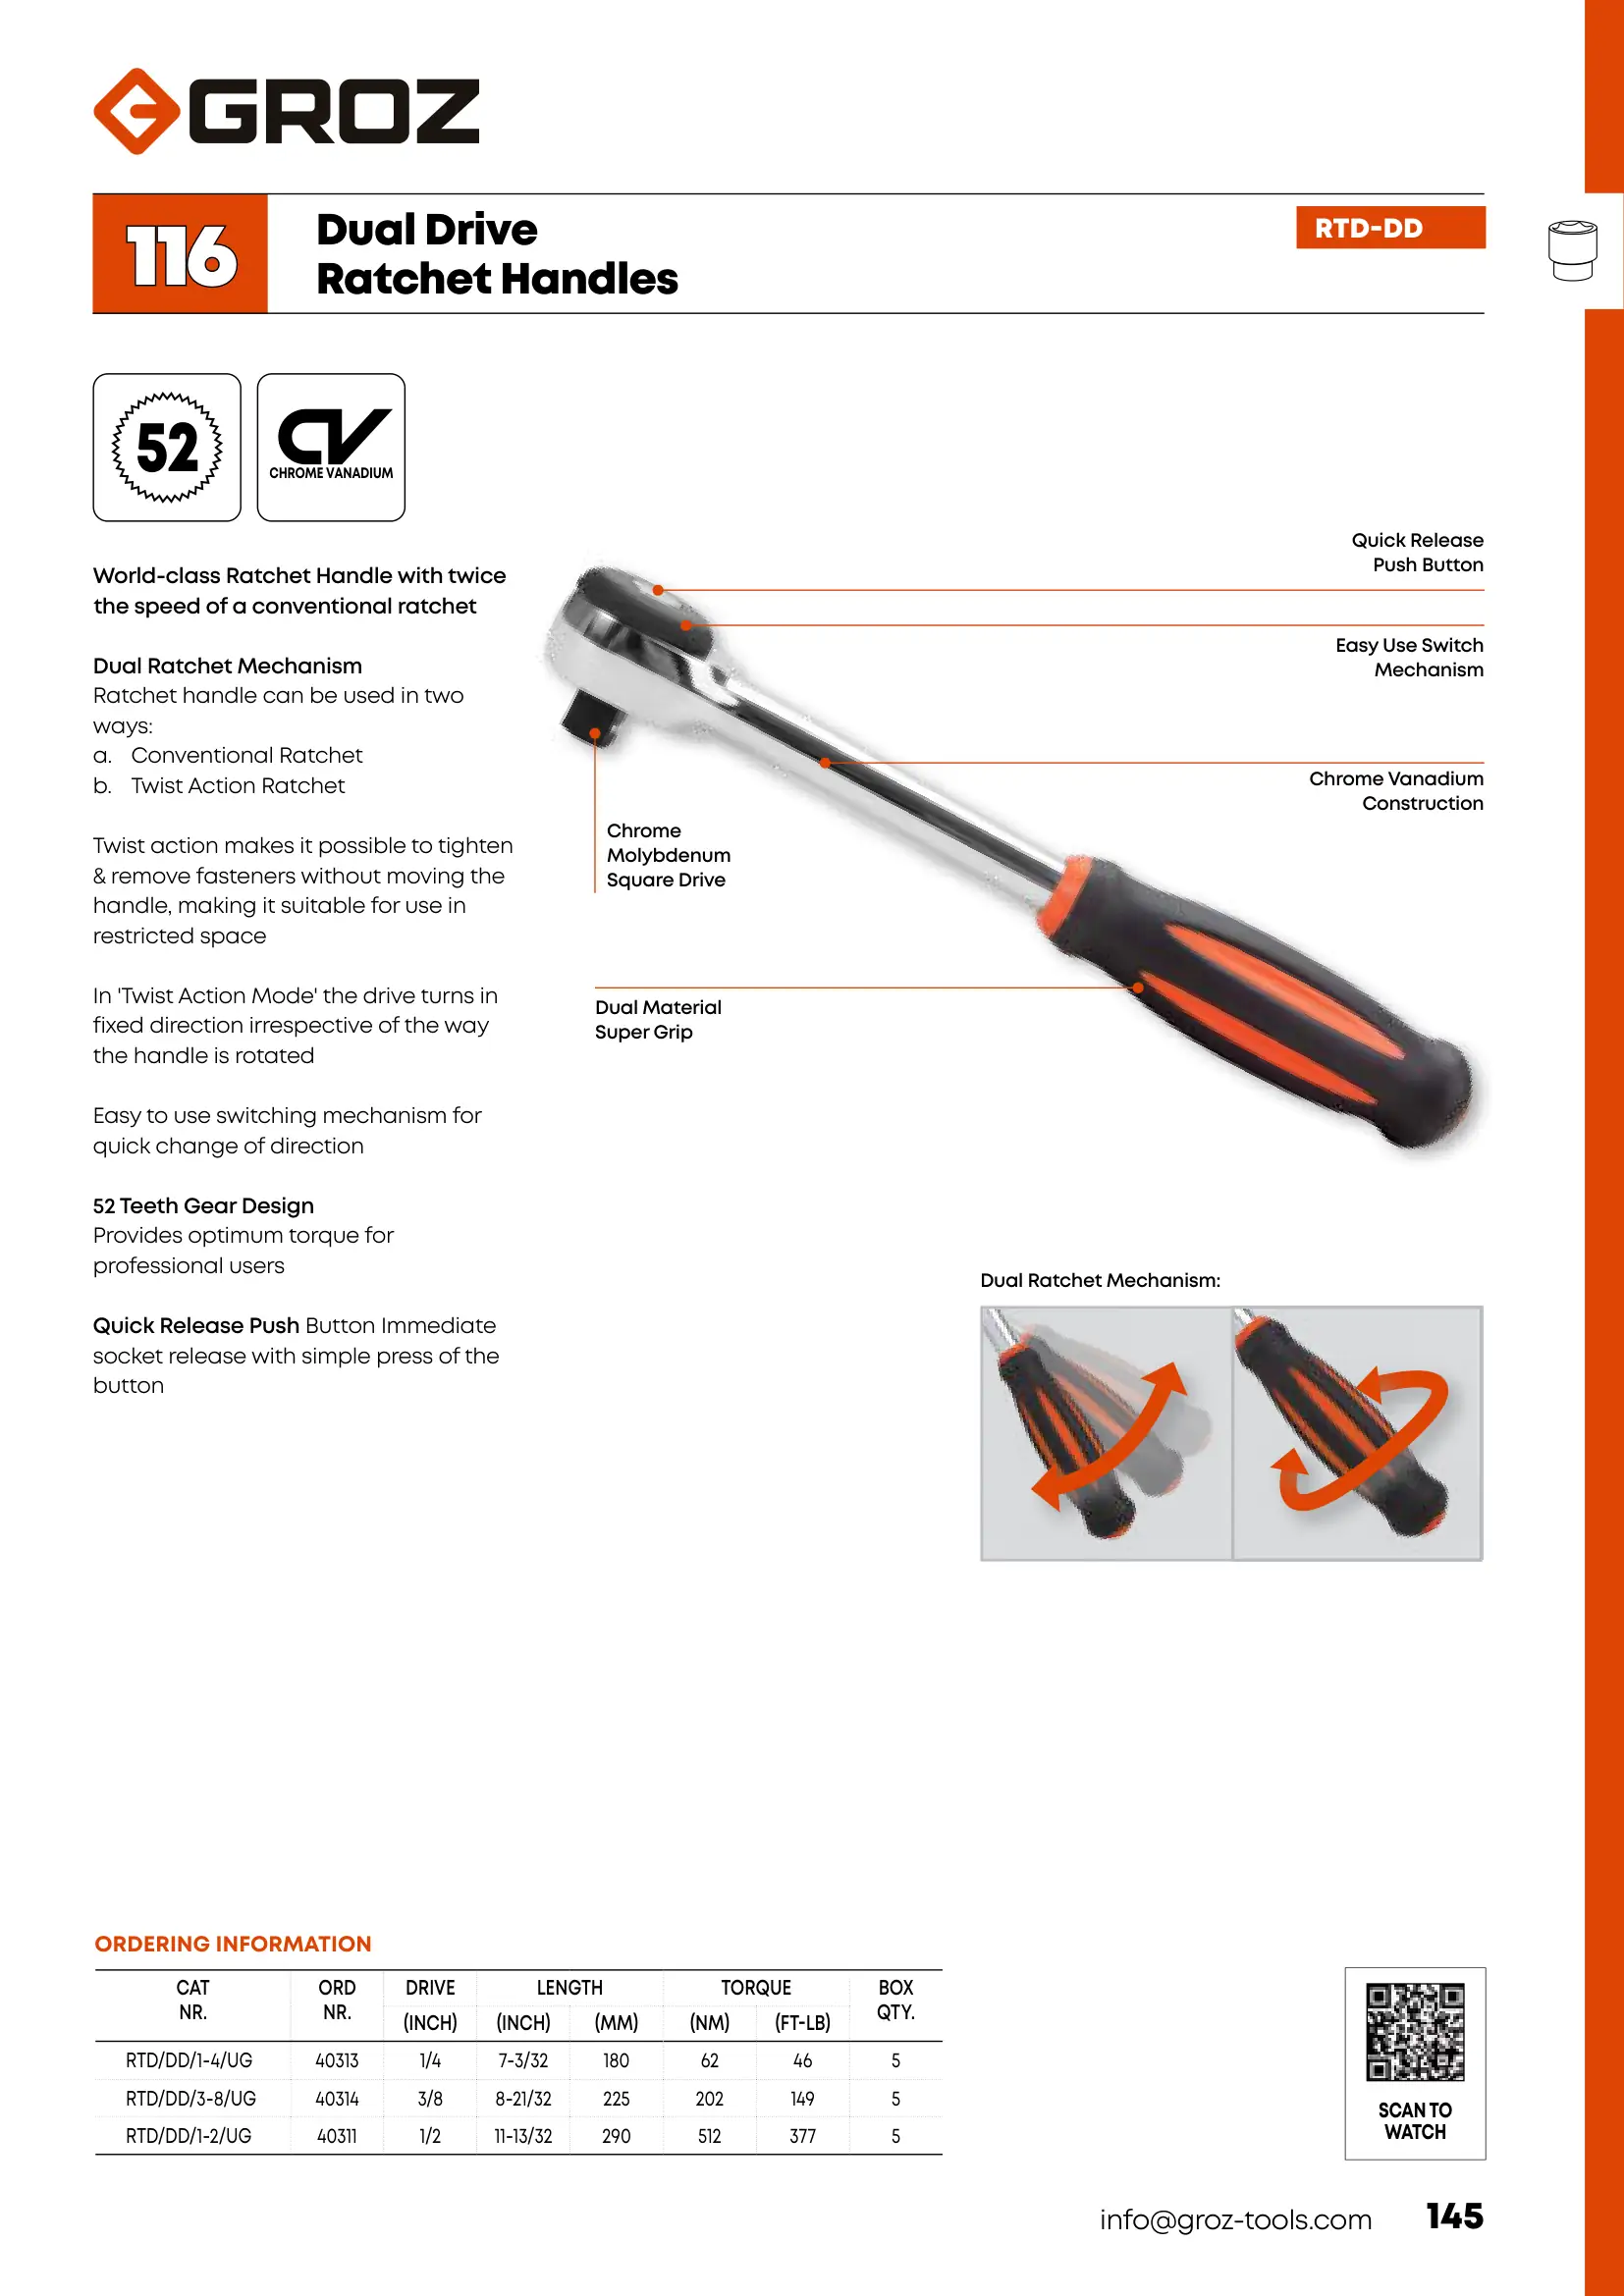 GROZ
116
Dual Drive
Ratchet Handles
RTD-DD
52
CV
CHROME VANADIUM
World-class Ratchet Handle with twice
the speed of a conventional ratchet
Dual Ratchet Mechanism
Ratchet handle can be used in two
ways:
a. Conventional Ratchet
b. Twist Action Ratchet
Twist action makes it possible to tighten
& remove fasteners without moving the
handle, making it suitable for use in
restricted space
In 'Twist Action Mode' the drive turns in
fixed direction irrespective of the way
the handle is rotated
Easy to use switching mechanism for
quick change of direction
52 Teeth Gear Design
Provides optimum torque for
professional users
Quick Release Push Button Immediate
socket release with simple press of the
button
Quick Release
Push Button
Easy Use Switch
Mechanism
Chrome Vanadium
Construction
Chrome
Molybdenum
Square Drive
Dual Material
Super Grip
Dual Ratchet Mechanism:
ORDERING INFORMATION
CAT NR. ORD NR. DRIVE LENGTH TORQUE BOX QTY.
(INCH) (INCH) (MM) (NM) (FT-LB)
RTD/DD/1-4/UG 40313 1/4 7-3/32 180 62 46 5
RTD/DD/3-8/UG 40314 3/8 8-21/32 225 202 149 5
RTD/DD/1-2/UG 40311 1/2 11-13/32 290 512 377 5
SCAN TO
WATCH
info@groz-tools.com 145